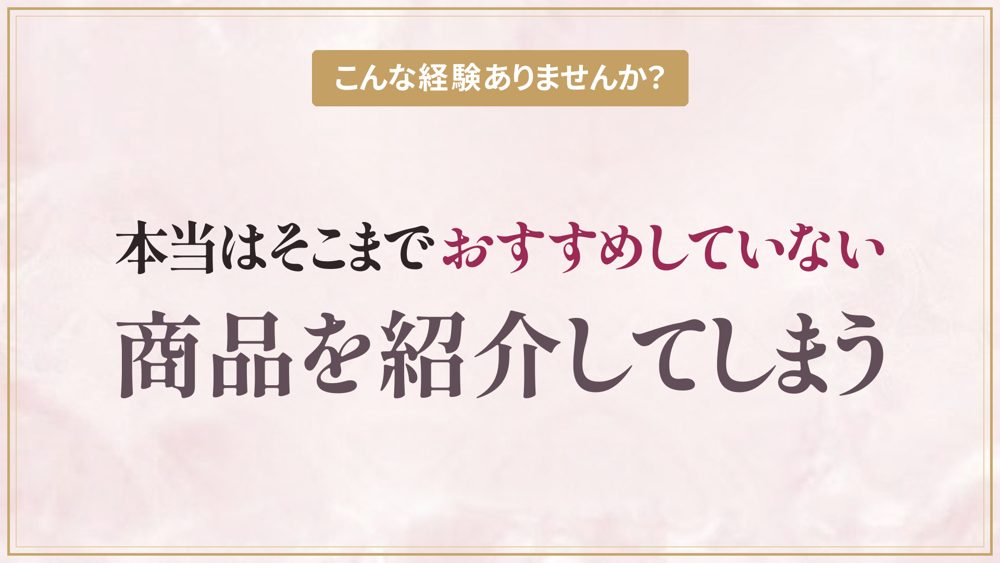 こんな経験ありませんか?
本当はそこまでおすすめしていない
商品を紹介してしまう